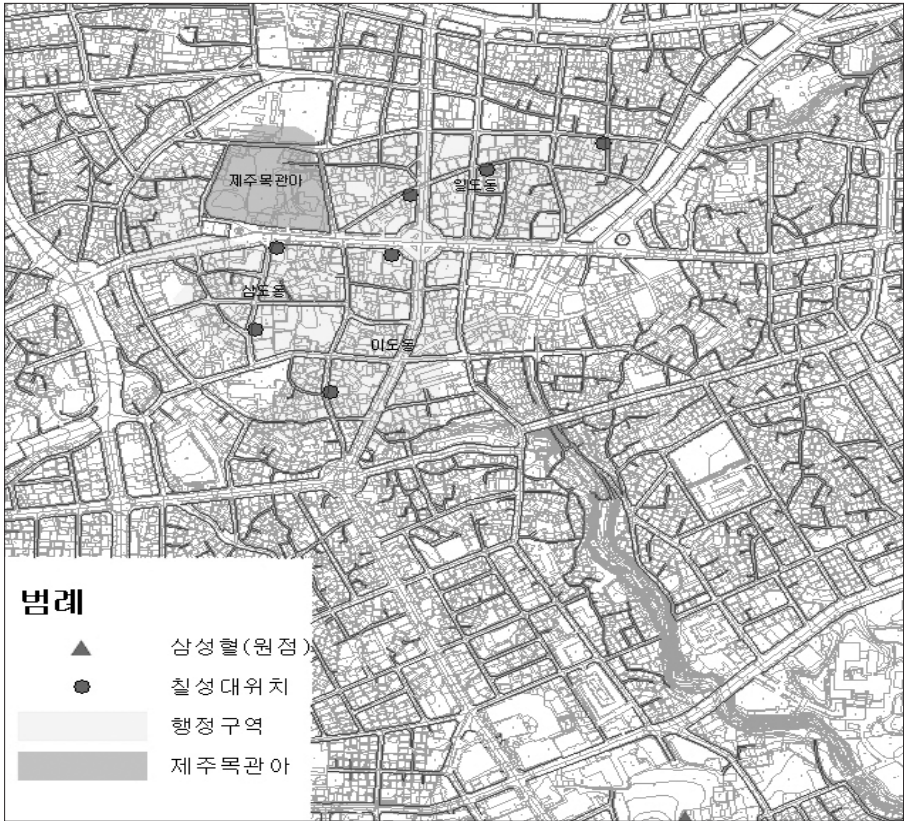 제주목관아
일도동
삼도동
이도동
범례
삼성혈(원점)
칠성대위치
행정구역
제주목관아